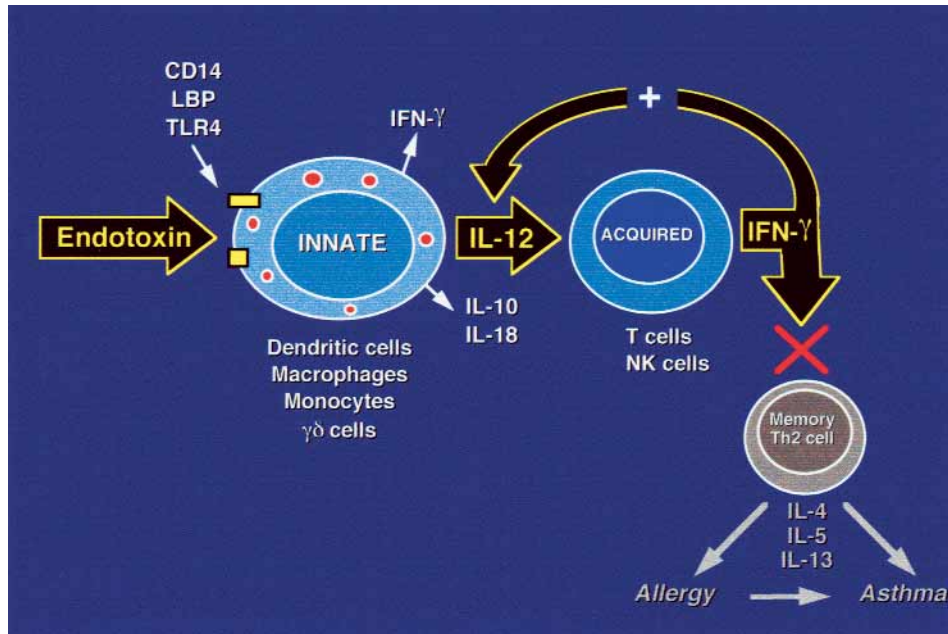 CD14
LBP
TLR4
Endotoxin
INNATE
IFN-γ
IL-10
IL-18
Dendritic cells
Macrophages
Monocytes
γδ cells
IL-12
+
ACQUIRED
T cells
NK cells
IFN-γ
Memory
Th2 cell
IL-4
IL-5
IL-13
Allergy
Asthma